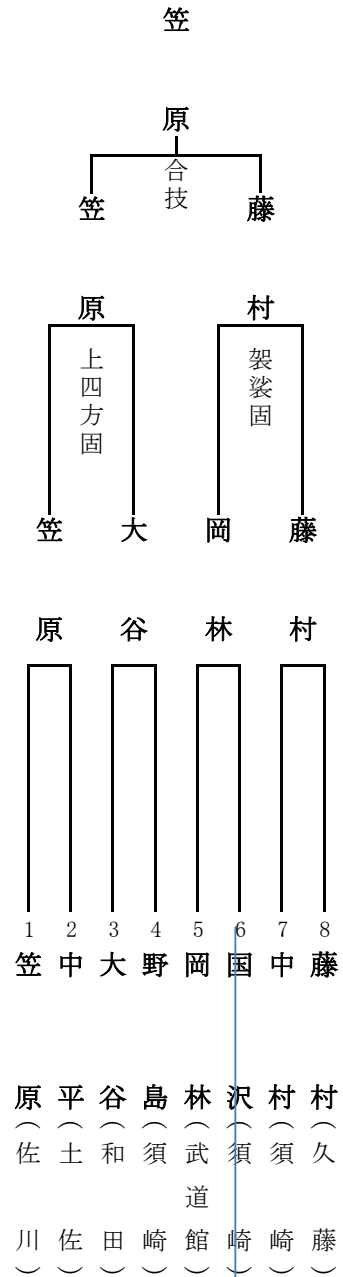 笠原
合技
笠原
藤村
上四方固
袈裟固
笠原
大谷
岡林
藤村
1 2 3 4 5 6 7 8
笠原（佐川）
中平（土佐）
大谷（和田）
野島（須崎）
岡林（武道館）
国沢（須崎）
中村（須崎）
藤村（久藤）